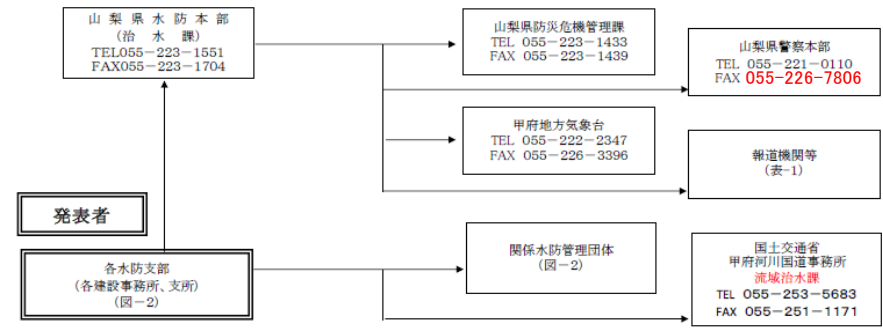 山梨県水防本部
(治水課)
TEL055-223-1551
FAX055-223-1704
山梨県防災危機管理課
TEL 055-223-1433
FAX 055-223-1439
山梨県警察本部
TEL 055-221-0110
FAX 055-226-7806
甲府地方気象台
TEL 055-222-2347
FAX 055-226-3396
報道機関等
(表-1)
発表者
各水防支部
(各建設事務所、支所)
(図-2)
関係水防管理団体
(図-2)
国土交通省
甲府河川国道事務所
流域治水課
TEL 055-253-5683
FAX 055-251-1171